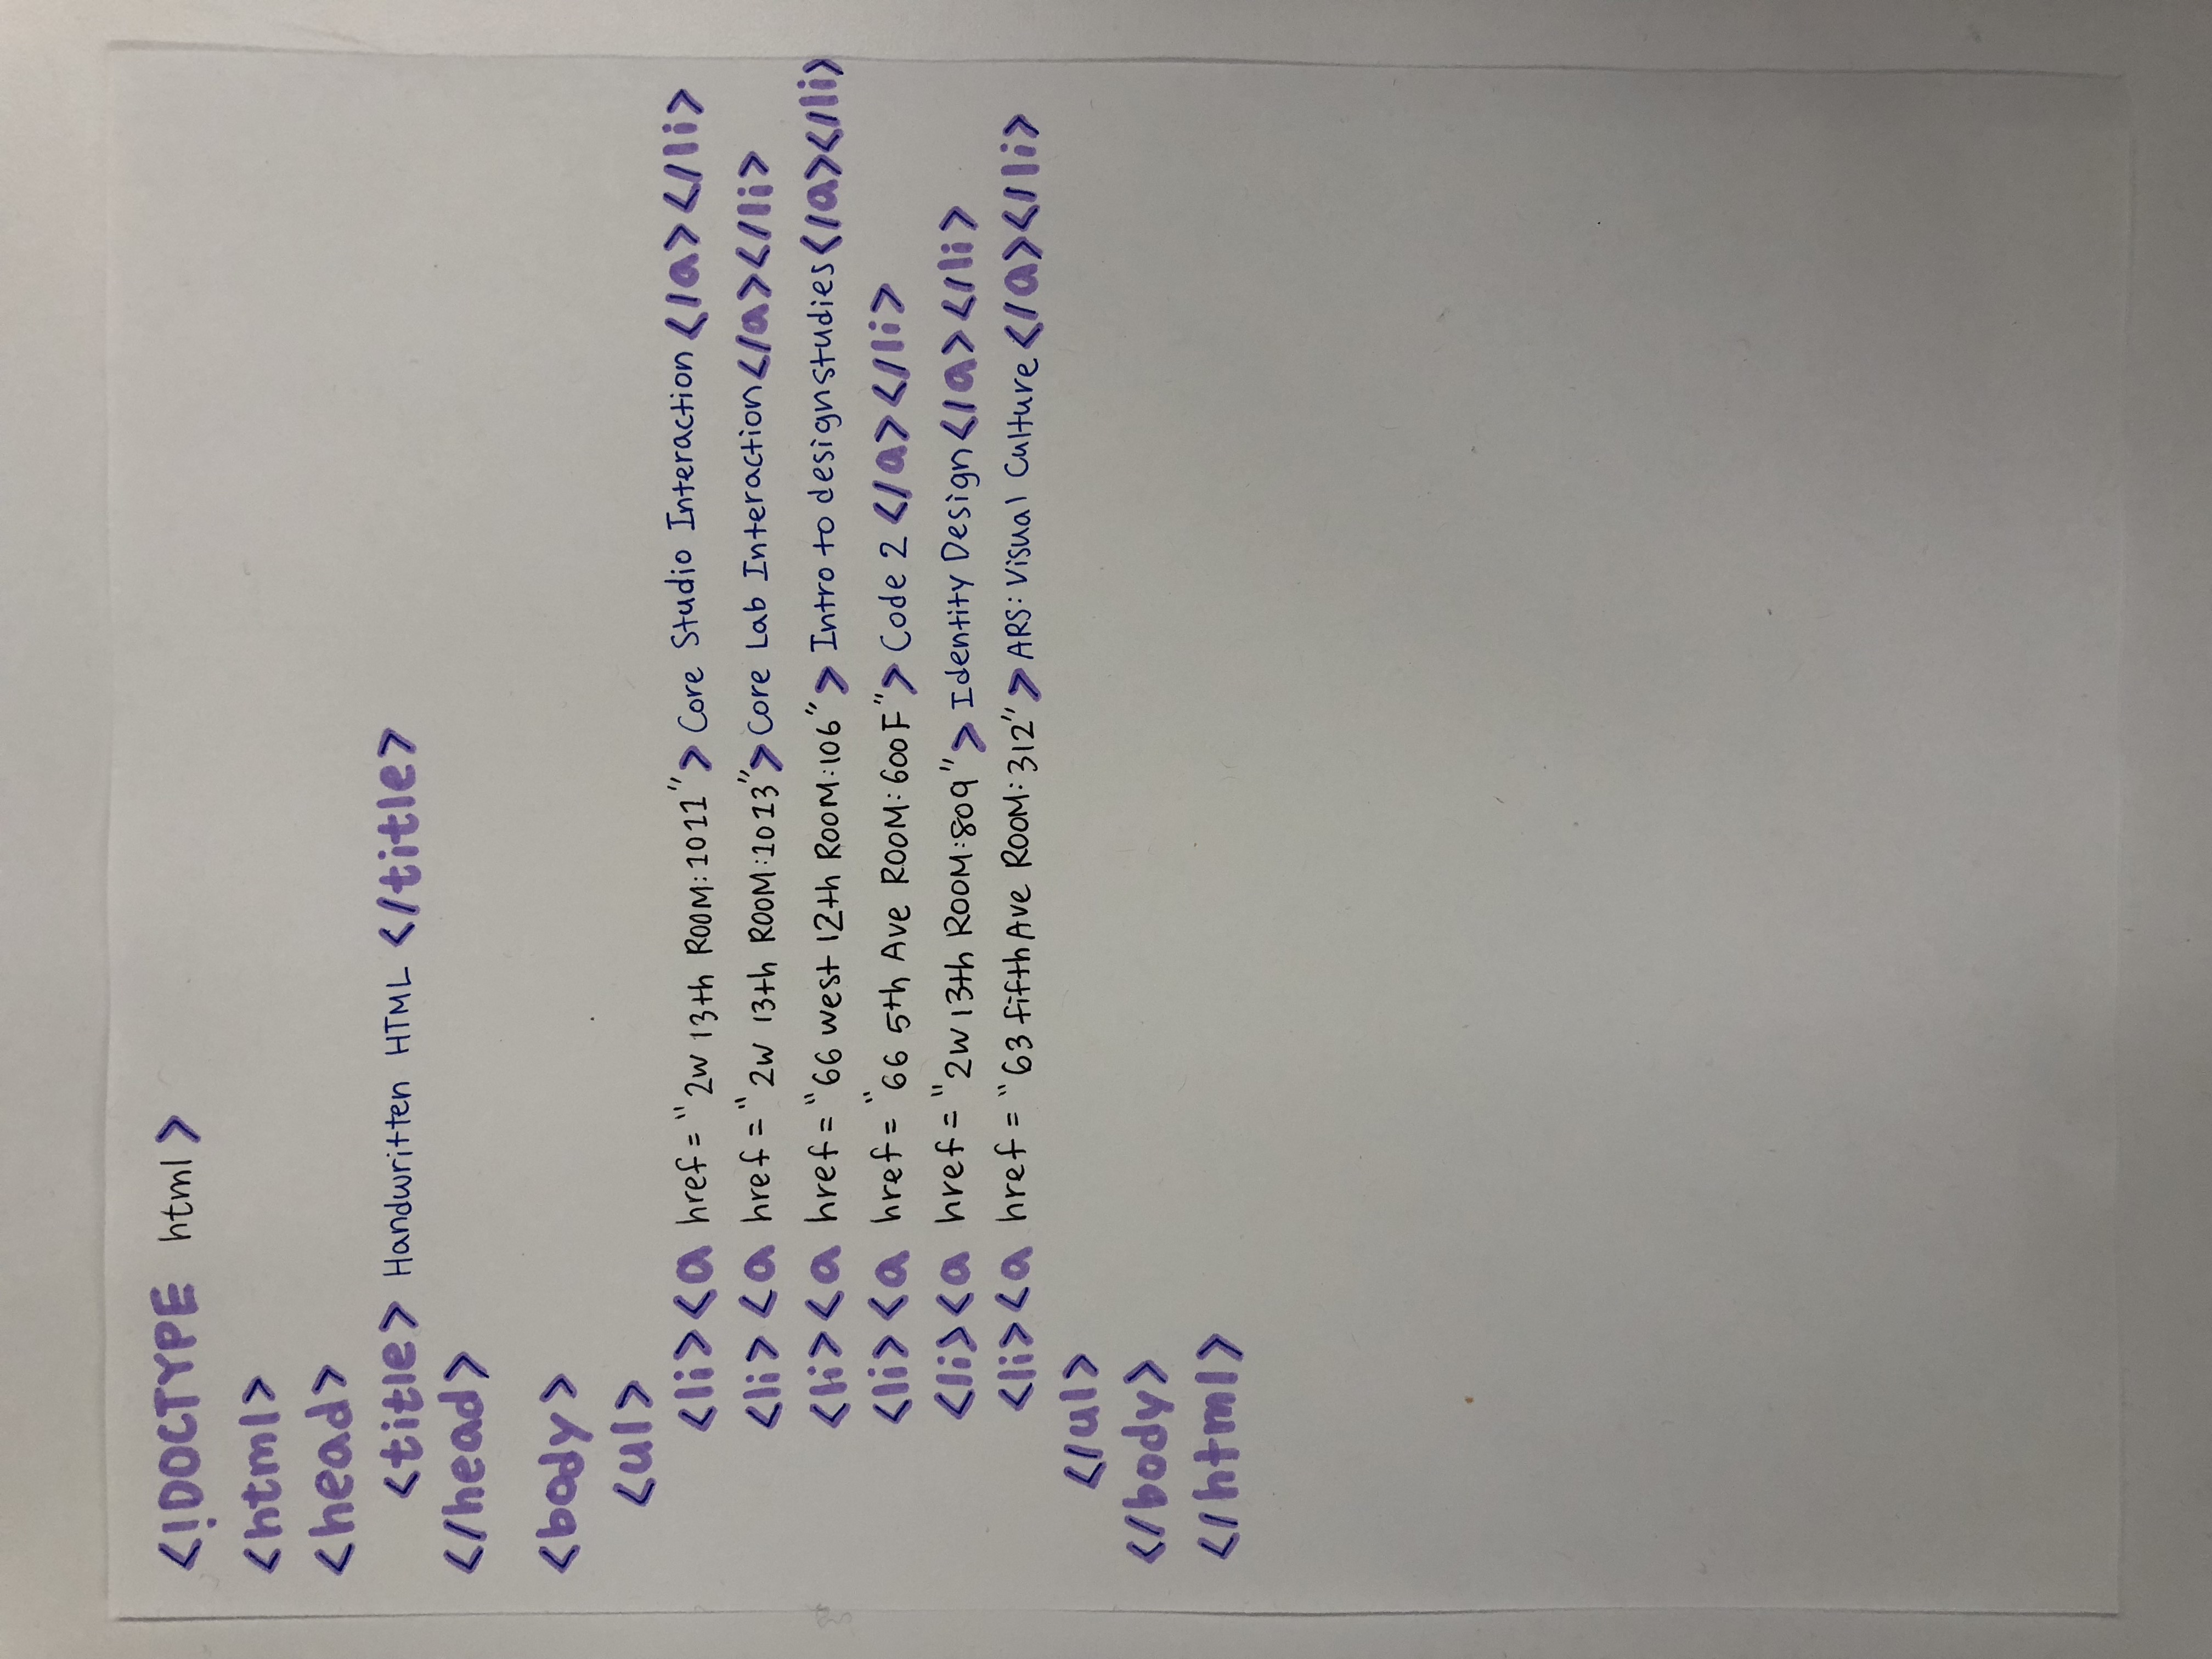 <!DOCTYPE html>
<html>
<head>
<title> Handwritten HTML </title>
</head>
<body>
<ul>
<li><a href="2w 13th ROOM:1011">Core Studio Interaction</a></li>
<li><a href="2w 13th ROOM:1013">Core Lab Interaction</a></li>
<li><a href="66 west 12th ROOM:106">Intro to design studies</a></li>
<li><a href="66 5th Ave ROOM:600F">Code 2</a></li>
<li><a href="2w 13th ROOM:809">Identity Design</a></li>
<li><a href="63 fifth Ave ROOM:312">ARS: Visual Culture</a></li>
</ul>
</body>
</html>